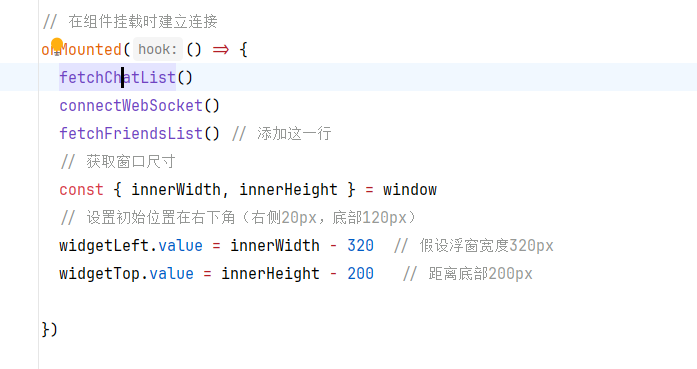 // 在组件挂载时建立连接
onMounted( hook: () => {
fetchChatList()
connectWebSocket()
fetchFriendsList() // 添加这一行
// 获取窗口尺寸
const { innerWidth, innerHeight } = window
// 设置初始位置在右下角（右侧20px，底部120px）
widgetLeft.value = innerWidth - 320 // 假设浮窗宽度320px
widgetTop.value = innerHeight - 200 // 距离底部200px
})